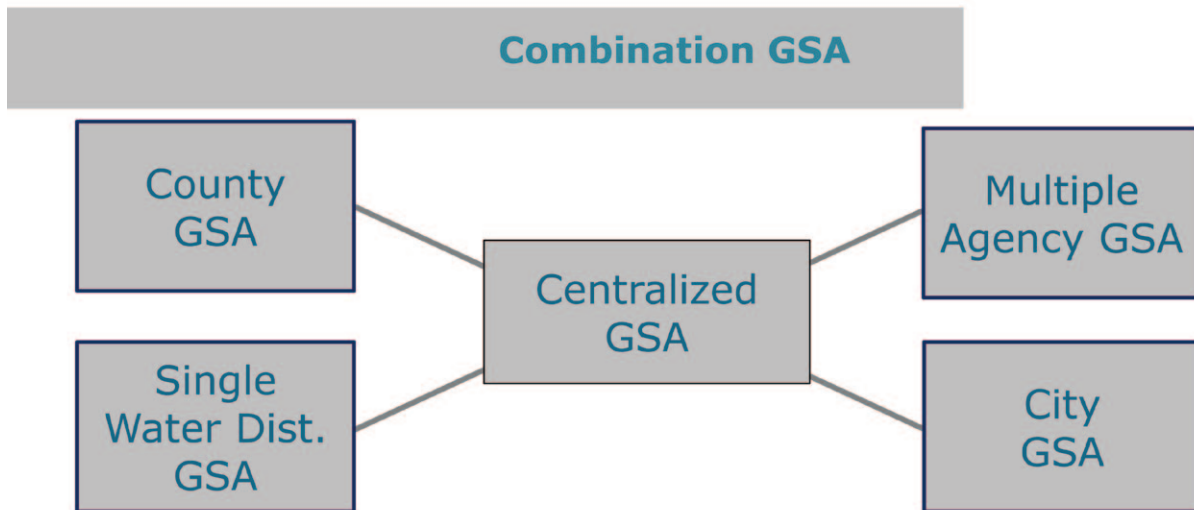 Combination GSA
County
GSA
Multiple
Agency GSA
Centralized
GSA
Single
Water Dist.
GSA
City
GSA